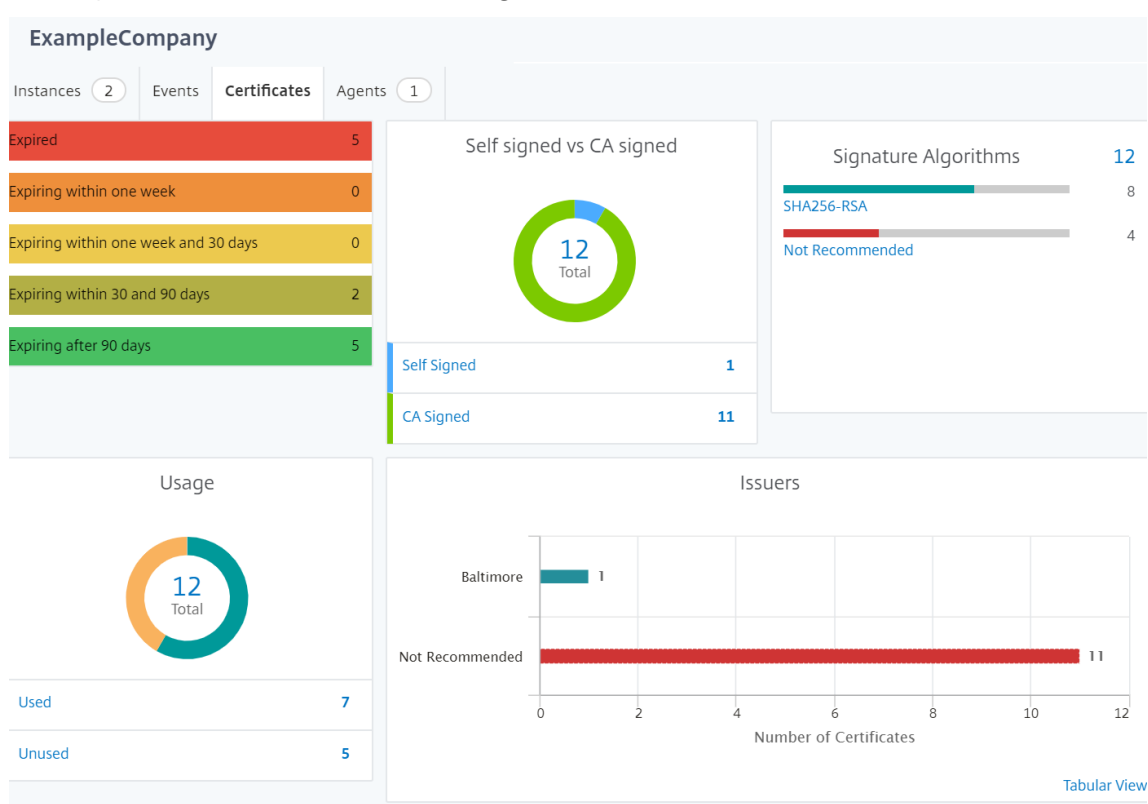 ExampleCompany
Instances 2 Events Certificates Agents 1
Expired 5
Expiring within one week 0
Expiring within one week and 30 days 0
Expiring within 30 and 90 days 2
Expiring after 90 days 5
Self signed vs CA signed
12
Total
Self Signed 1
CA Signed 11
Signature Algorithms 12
8
SHA256-RSA
4
Not Recommended
Usage
12
Total
Used 7
Unused 5
Issuers
Baltimore 1
Not Recommended 11
0 2 4 6 8 10 12
Number of Certificates
Tabular View